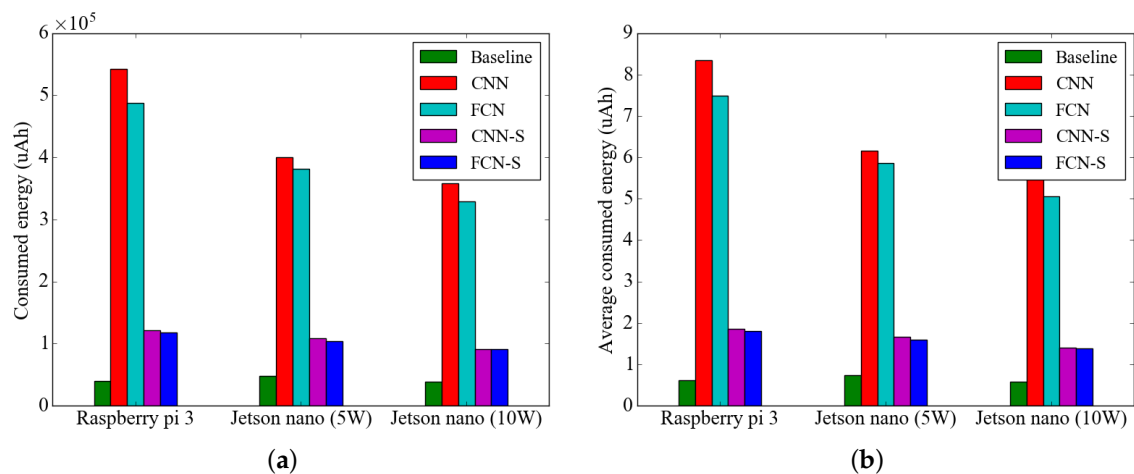 ×10⁵
6
5
4
3
2
1
0
Consumed energy (uAh)
Baseline
CNN
FCN
CNN-S
FCN-S
Raspberry pi 3 Jetson nano (5W) Jetson nano (10W)
(a)
9
8
7
6
5
4
3
2
1
0
Average consumed energy (uAh)
Baseline
CNN
FCN
CNN-S
FCN-S
Raspberry pi 3 Jetson nano (5W) Jetson nano (10W)
(b)